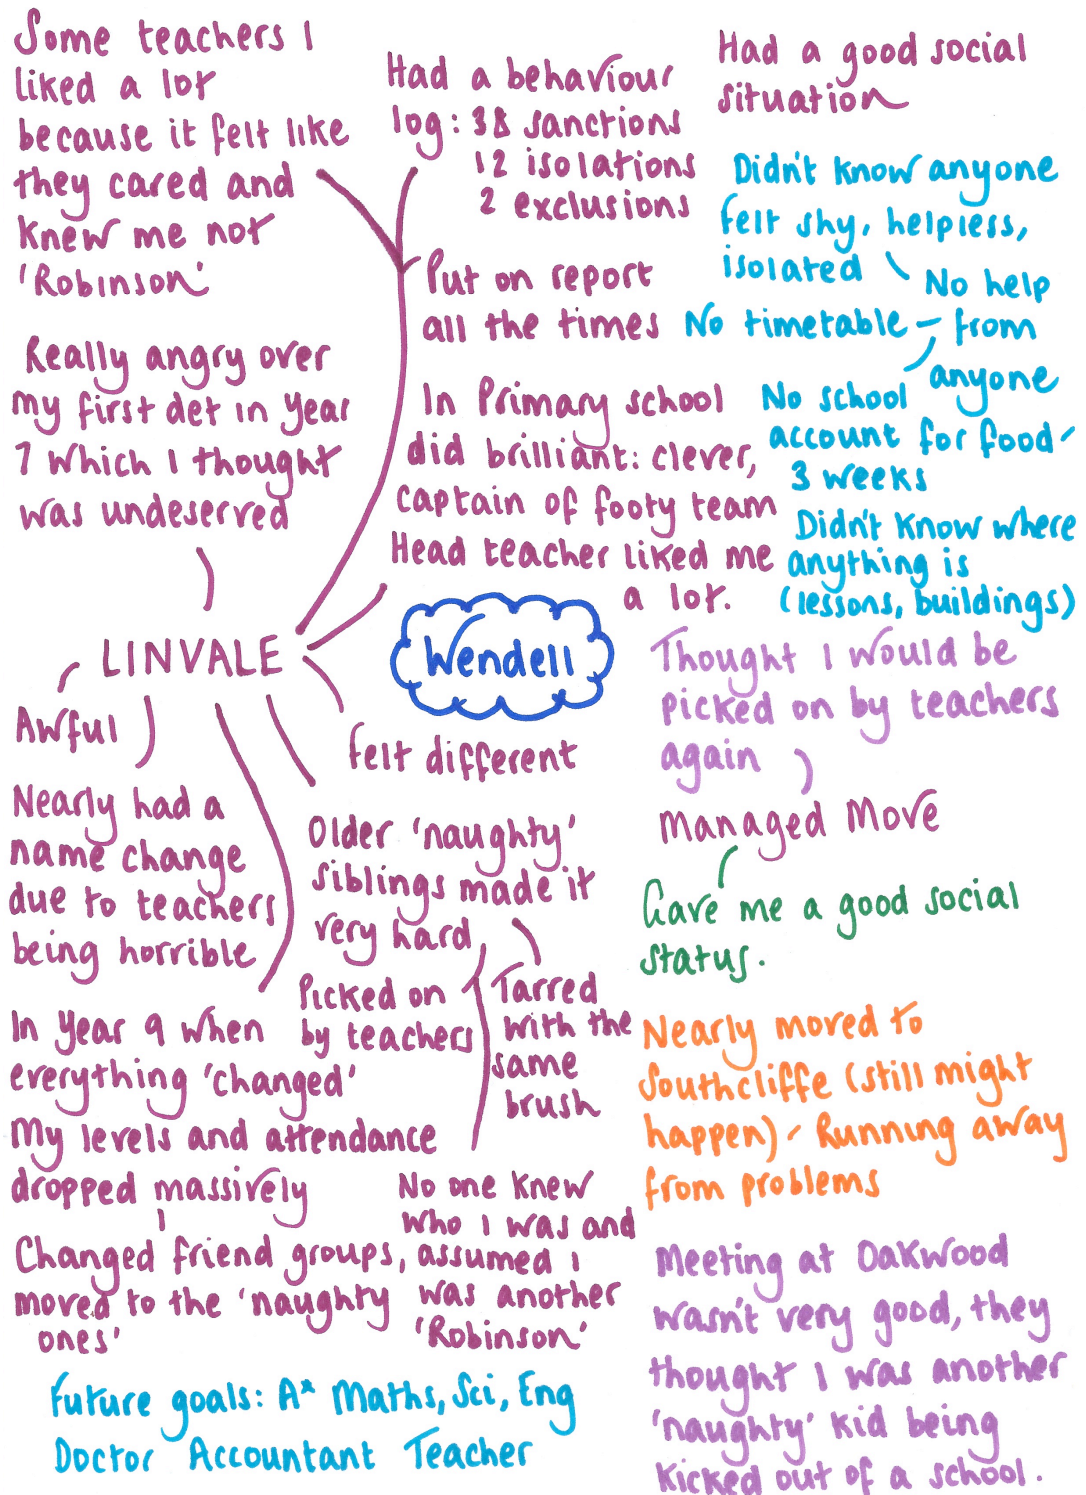 Some teachers I
liked a lot
because it felt like
they cared and
knew me not
'Robinson'
Had a behaviour
log: 38 sanctions
12 isolations
2 exclusions
Had a good social
situation
Didn't know anyone
felt shy, helpless,
isolated
No help
from
anyone
No timetable
No school
account for food -
3 weeks
Didn't know where
anything is
(lessons, buildings)
Put on report
all the times
Really angry over
my first det in Year
7 which I thought
was undeserved
In Primary school
did brilliant: clever,
captain of footy team
Head teacher liked me
a lot.
LINVALE
Wendell
Awful
Felt different
Nearly had a
name change
due to teachers
being horrible
Older 'naughty'
siblings made it
very hard
Picked on
by teachers
Tarred
with the
same
brush
In Year 9 when
everything 'changed'
My levels and attendance
dropped massively
Changed friend groups,
moved to the 'naughty
ones'
No one knew
who I was and
assumed I
was another
'Robinson'
Thought I would be
picked on by teachers
again
Managed Move
Gave me a good social
status.
Nearly moved to
Southcliffe (still might
happen) - Running away
from problems
Meeting at Oakwood
wasn't very good, they
thought I was another
'naughty' kid being
kicked out of a school.
Future goals: A* Maths, Sci, Eng
Doctor Accountant Teacher